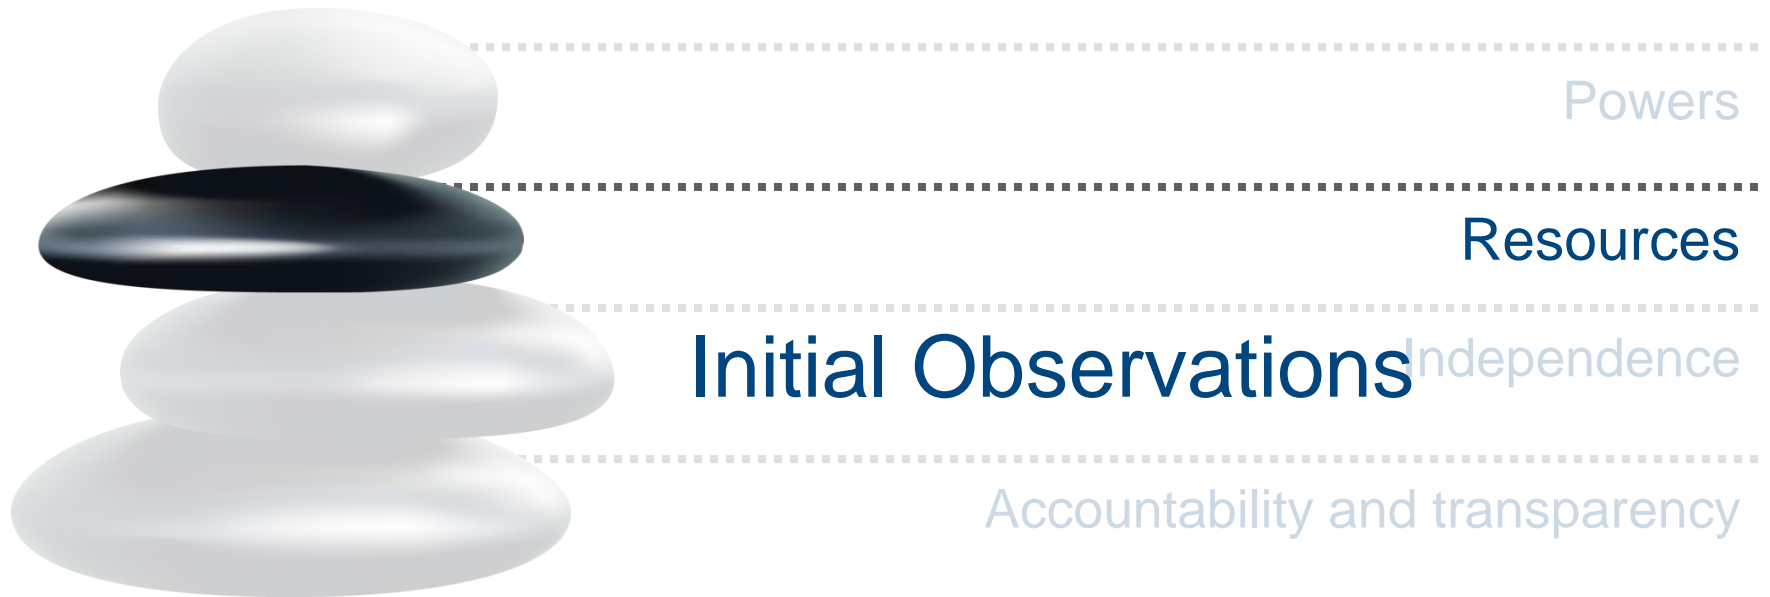 Powers
Resources
Initial Observations
Independence
Accountability and transparency